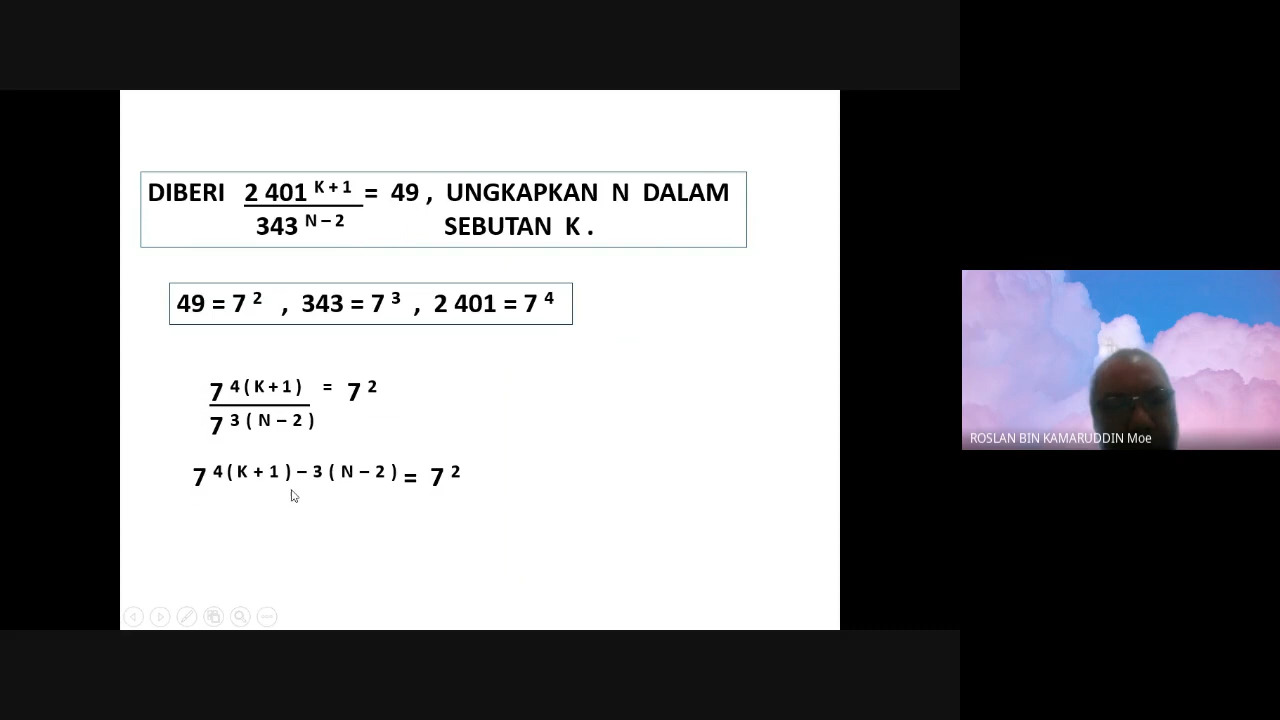 DIBERI 2 401 ᴷ⁺¹ = 49 , UNGKAPKAN N DALAM
343 ᴺ⁻² SEBUTAN K .
49 = 7 ² , 343 = 7 ³ , 2 401 = 7 ⁴
7 ⁴⁽ᴷ⁺¹⁾ = 7 ²
7 ³⁽ᴺ⁻²⁾
7 ⁴⁽ᴷ⁺¹⁾⁻³⁽ᴺ⁻²⁾ = 7 ²
ROSLAN BIN KAMARUDDIN Moe